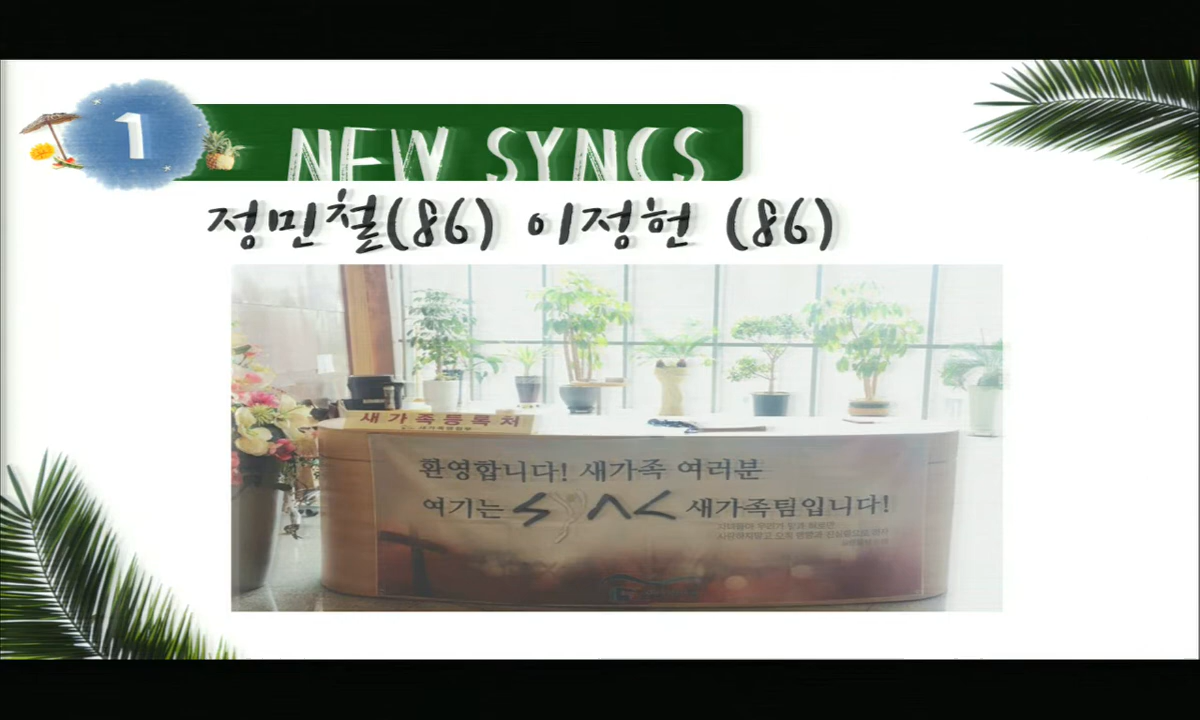 1
NEW SYNCS
정민철(86) 이정헌 (86)
새가족등록처
환영합니다! 새가족 여러분
여기는 SYNC 새가족팀입니다!